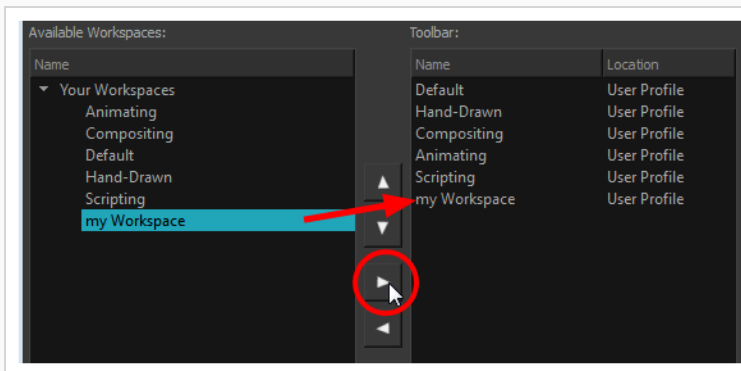 Available Workspaces:
Name
Your Workspaces
Animating
Compositing
Default
Hand-Drawn
Scripting
my Workspace
Toolbar:
Name Location
Default User Profile
Hand-Drawn User Profile
Compositing User Profile
Animating User Profile
Scripting User Profile
my Workspace User Profile